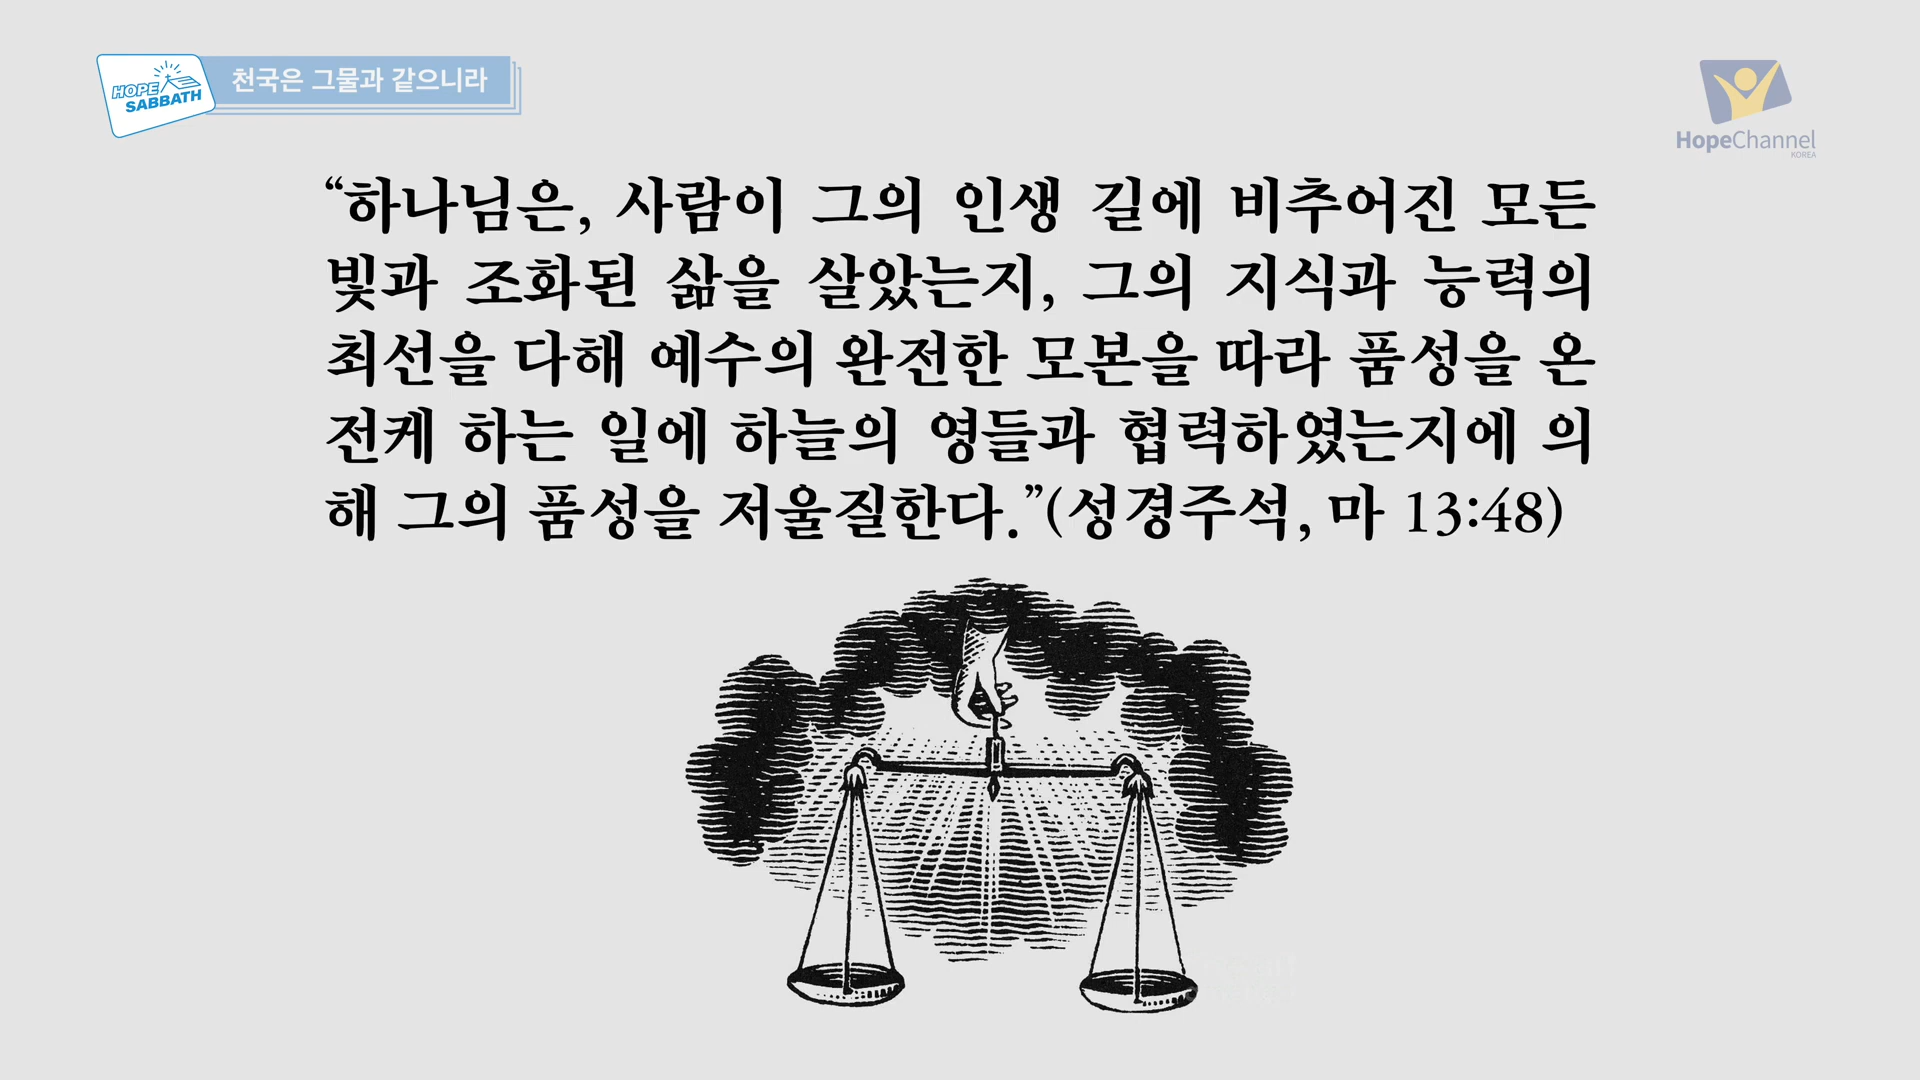 HOPE
SABBATH
천국은 그물과 같으니라
HopeChannel
KOREA
“하나님은, 사람이 그의 인생 길에 비추어진 모든
빛과 조화된 삶을 살았는지, 그의 지식과 능력의
최선을 다해 예수의 완전한 모본을 따라 품성을 온
전케 하는 일에 하늘의 영들과 협력하였는지에 의
해 그의 품성을 저울질한다.”(성경주석, 마 13:48)